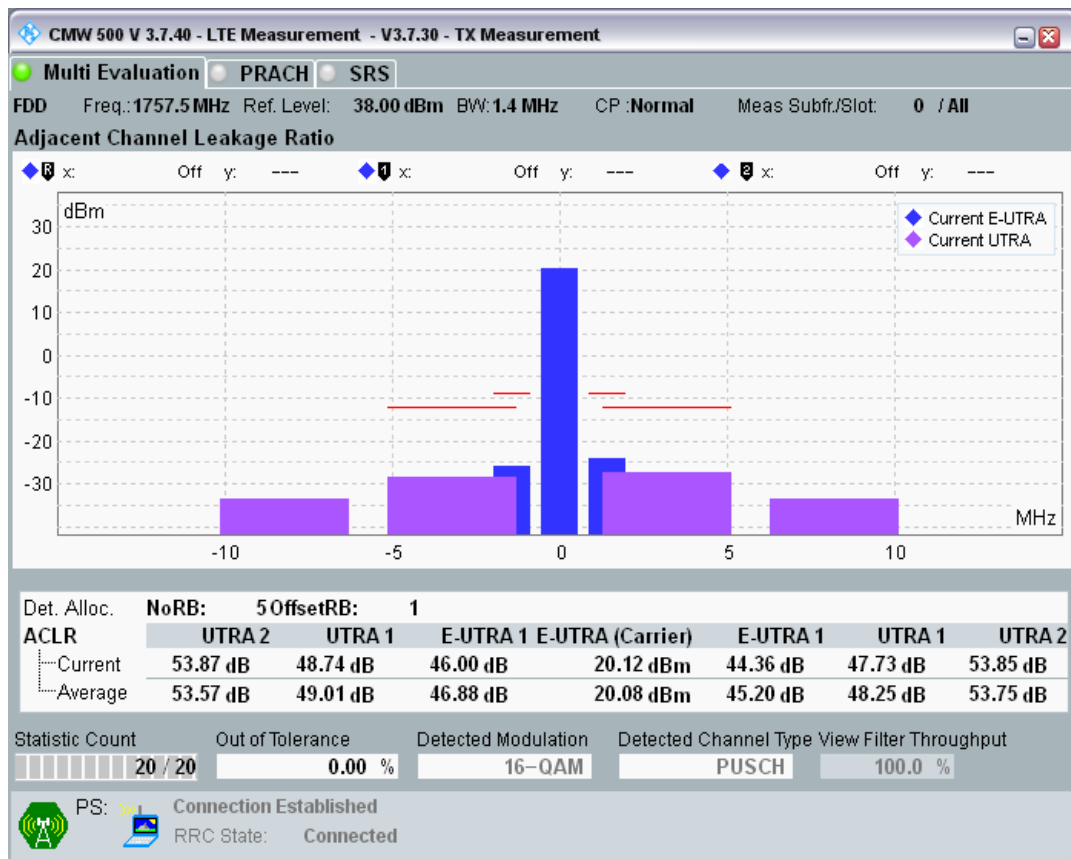 CMW 500 V 3.7.40 - LTE Measurement - V3.7.30 - TX Measurement
Multi Evaluation PRACH SRS
FDD Freq.: 1757.5 MHz Ref. Level: 38.00 dBm BW: 1.4 MHz CP : Normal Meas Subfr./Slot: 0 / All
Adjacent Channel Leakage Ratio
R x: Off y: --- 1 x: Off y: --- 2 x: Off y: ---
dBm
Current E-UTRA
Current UTRA
30
20
10
0
-10
-20
-30
MHz
-10 -5 0 5 10
Det. Alloc. NoRB: 5 OffsetRB: 1
ACLR UTRA 2 UTRA 1 E-UTRA 1 E-UTRA (Carrier) E-UTRA 1 UTRA 1 UTRA 2
Current 53.87 dB 48.74 dB 46.00 dB 20.12 dBm 44.36 dB 47.73 dB 53.85 dB
Average 53.57 dB 49.01 dB 46.88 dB 20.08 dBm 45.20 dB 48.25 dB 53.75 dB
Statistic Count Out of Tolerance Detected Modulation Detected Channel Type View Filter Throughput
20 / 20 0.00 % 16-QAM PUSCH 100.0 %
PS: Connection Established
RRC State: Connected